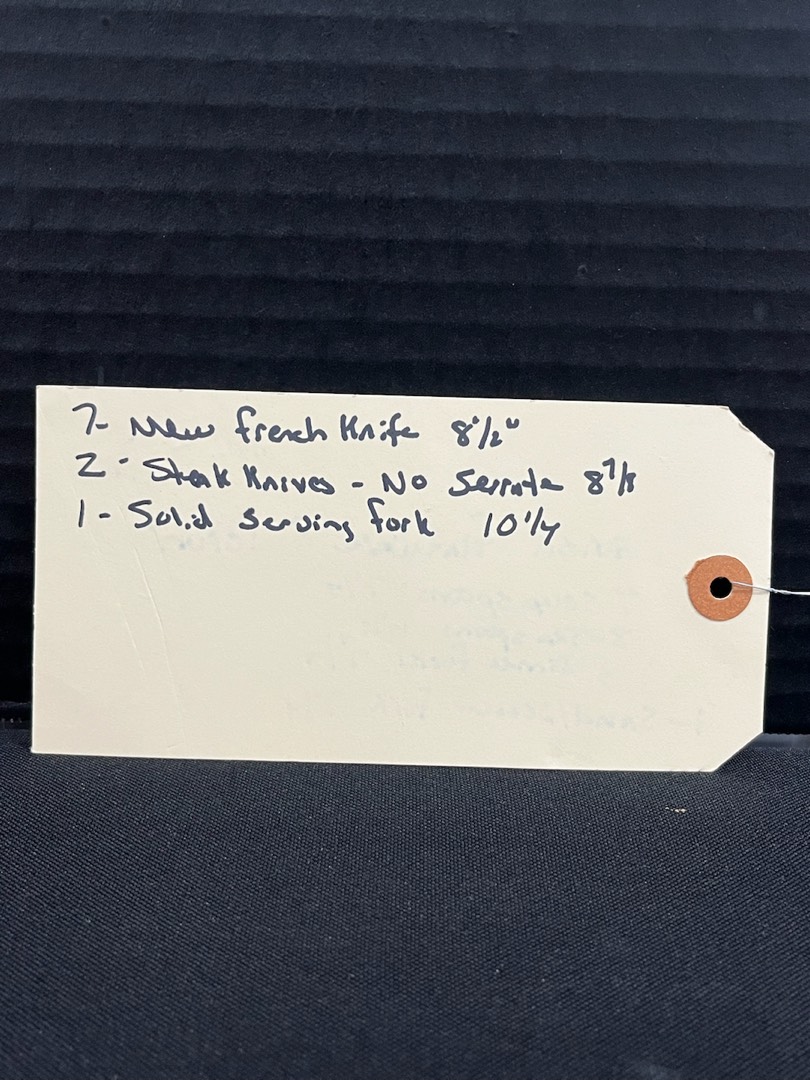 7- New french Knife 8 1/2"
2- Steak Knives - No Serrate 8 7/8
1- Solid serving fork 10 1/4